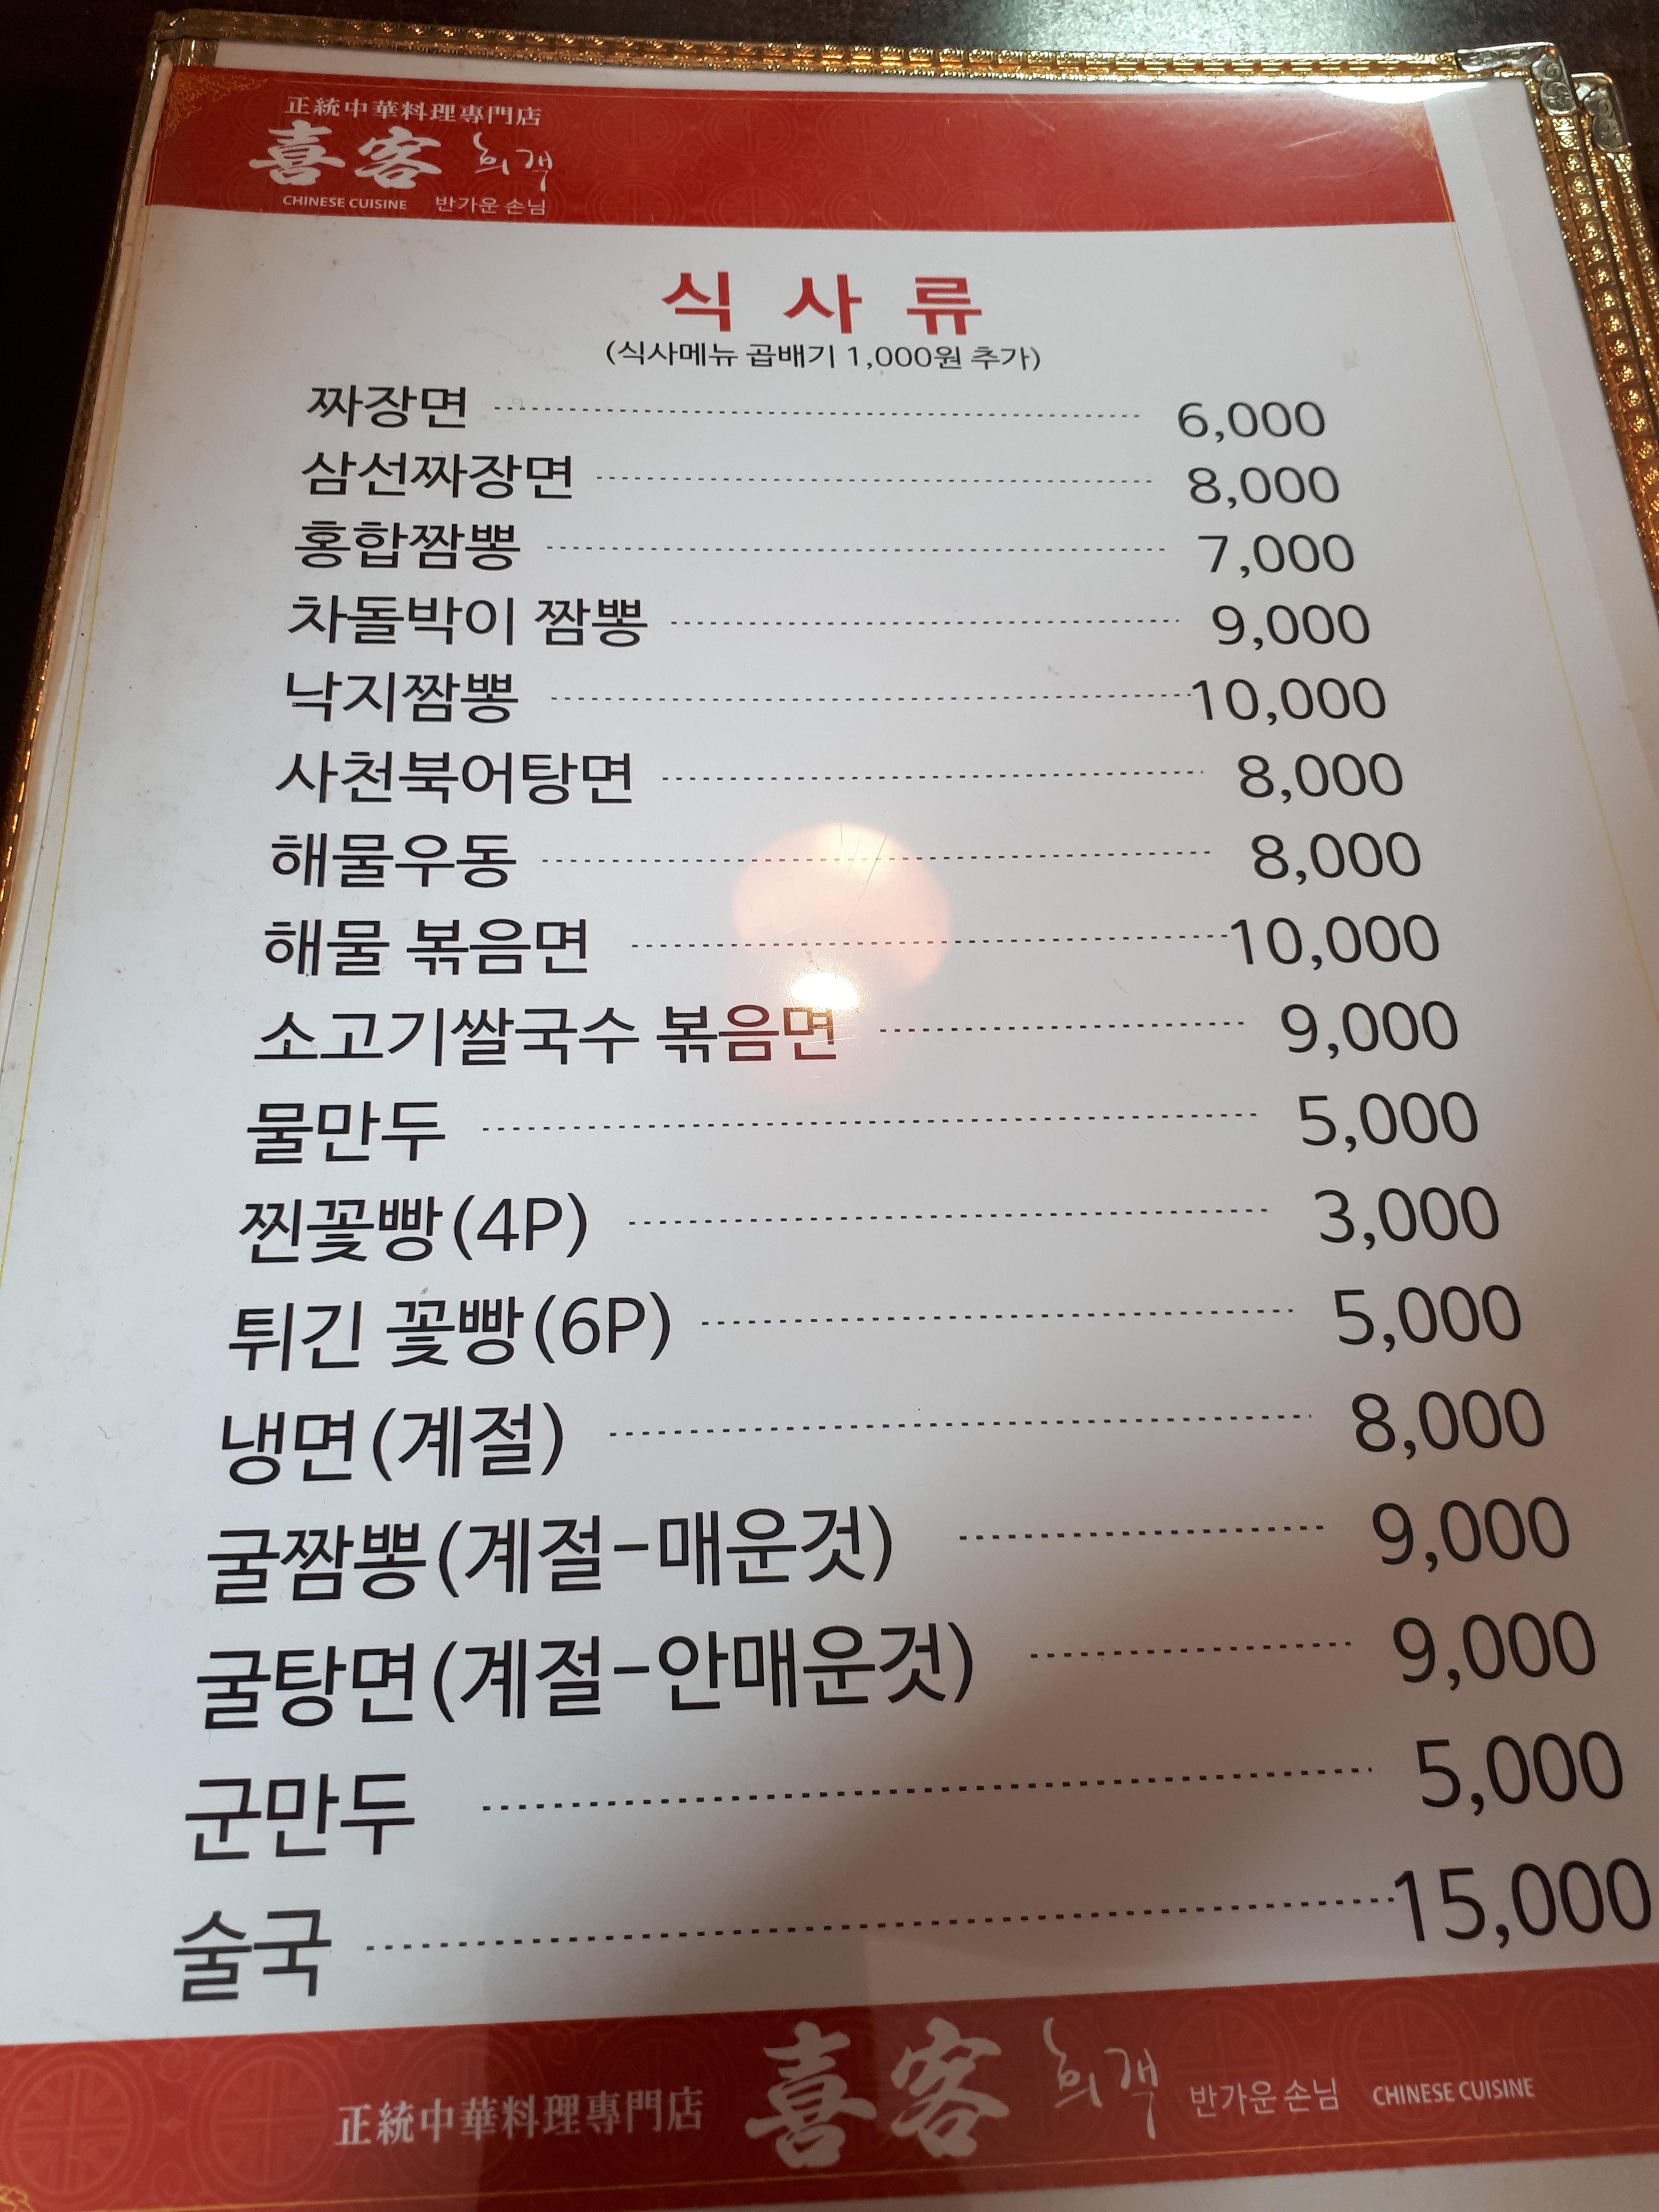 正統中華料理專門店
喜客 희객
CHINESE CUISINE 반가운 손님
식사류
(식사메뉴 곱배기 1,000원 추가)
짜장면 6,000
삼선짜장면 8,000
홍합짬뽕 7,000
차돌박이 짬뽕 9,000
낙지짬뽕 10,000
사천북어탕면 8,000
해물우동 8,000
해물 볶음면 10,000
소고기쌀국수 볶음면 9,000
물만두 5,000
찐꽃빵(4P) 3,000
튀긴 꽃빵(6P) 5,000
냉면(계절) 8,000
굴짬뽕(계절-매운것) 9,000
굴탕면(계절-안매운것) 9,000
군만두 5,000
술국 15,000
正統中華料理專門店 喜客 희객 반가운 손님 CHINESE CUISINE